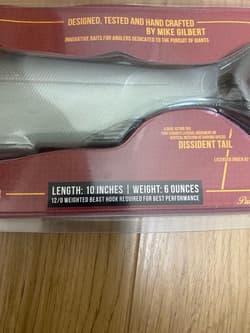 DESIGNED, TESTED AND HAND CRAFTED
BY MIKE GILBERT
INNOVATIVE BAITS FOR ANGLERS DEDICATED TO THE PURSUIT OF GIANTS
DISSIDENT TAIL
LENGTH: 10 INCHES | WEIGHT: 6 OUNCES
12/0 WEIGHTED BEAST HOOK REQUIRED FOR BEST PERFORMANCE